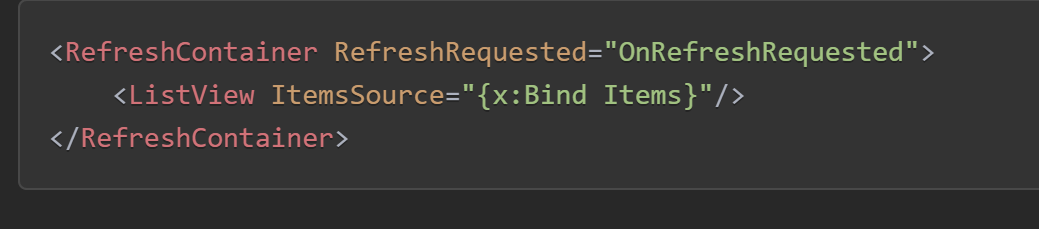 <RefreshContainer RefreshRequested="OnRefreshRequested">
<ListView ItemsSource="{x:Bind Items}"/>
</RefreshContainer>